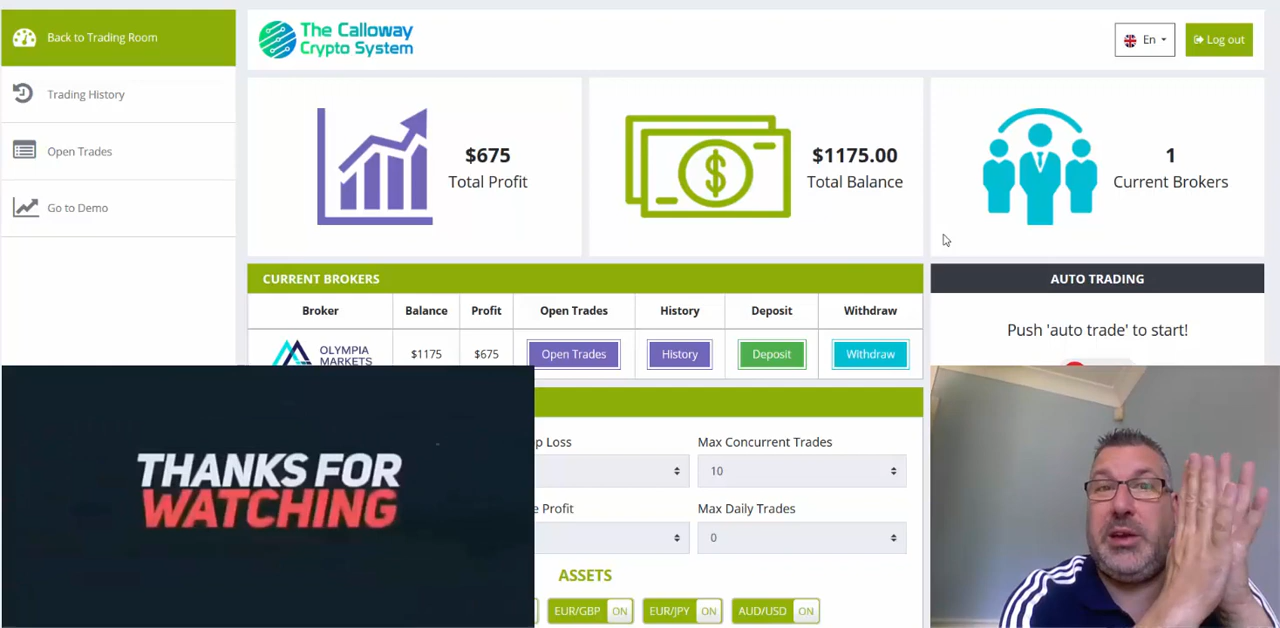 Back to Trading Room
Trading History
Open Trades
Go to Demo
The Calloway
Crypto System
En
Log out
$675
Total Profit
$1175.00
Total Balance
1
Current Brokers
CURRENT BROKERS
Broker Balance Profit Open Trades History Deposit Withdraw
OLYMPIA
MARKETS
$1175 $675 Open Trades History Deposit Withdraw
AUTO TRADING
Push 'auto trade' to start!
THANKS FOR
WATCHING
Loss
Max Concurrent Trades
10
Profit
Max Daily Trades
0
ASSETS
EUR/GBP ON EUR/JPY ON AUD/USD ON